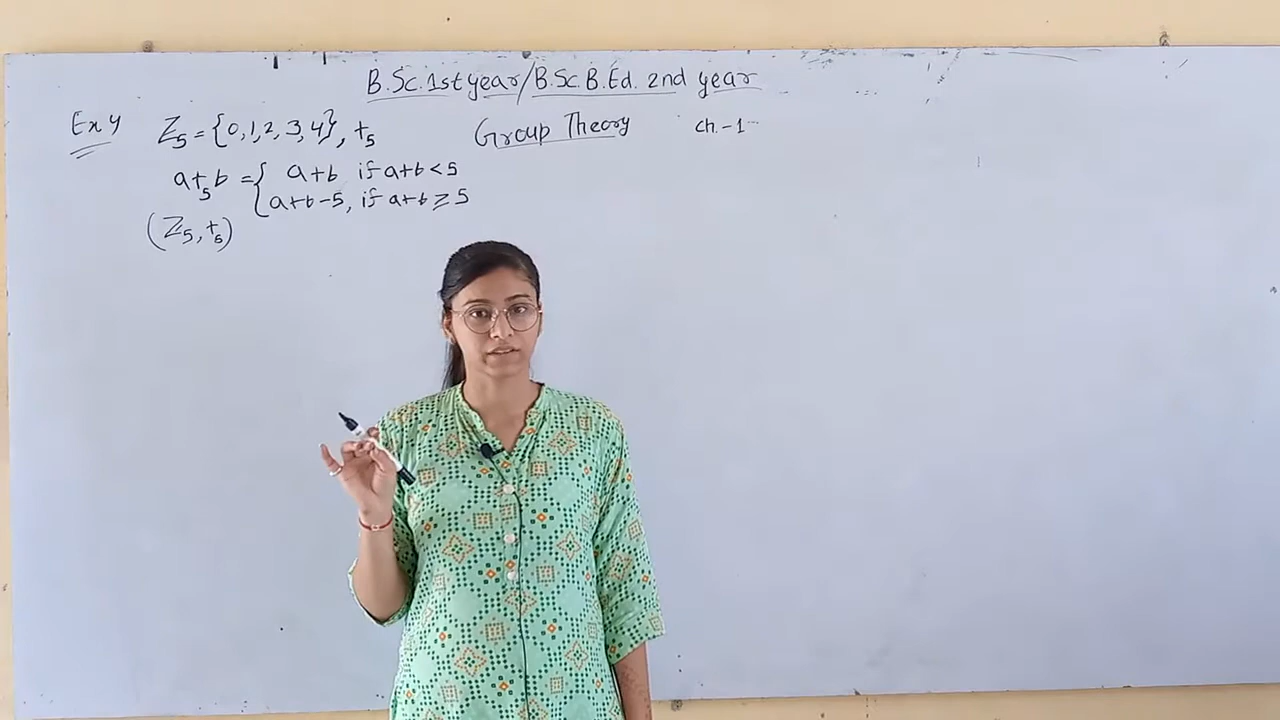 B.Sc. 1st year/B.Sc.B.Ed. 2nd year
Ex 4 Z₅ = {0,1,2,3,4}, +₅ Group Theory ch.-1
a+₅b = { a+b if a+b < 5
a+b-5, if a+b ≥ 5
(Z₅, +₅)